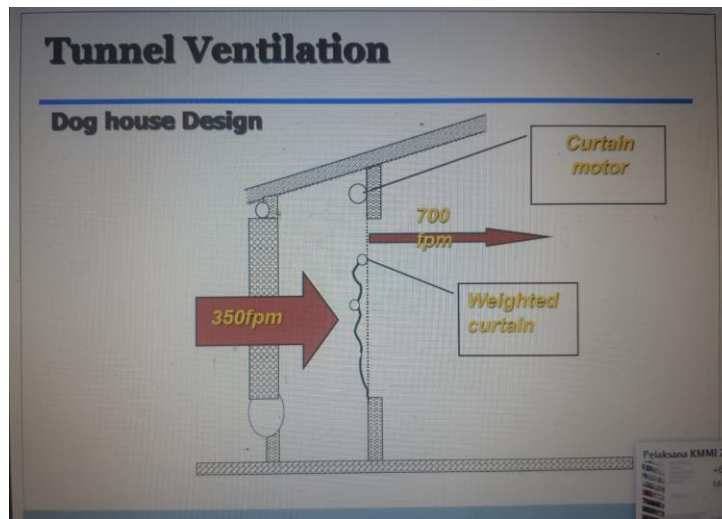 Tunnel Ventilation
Dog house Design
Curtain
motor
700
fpm
350fpm
Weighted
curtain
Pelaksana KMMI